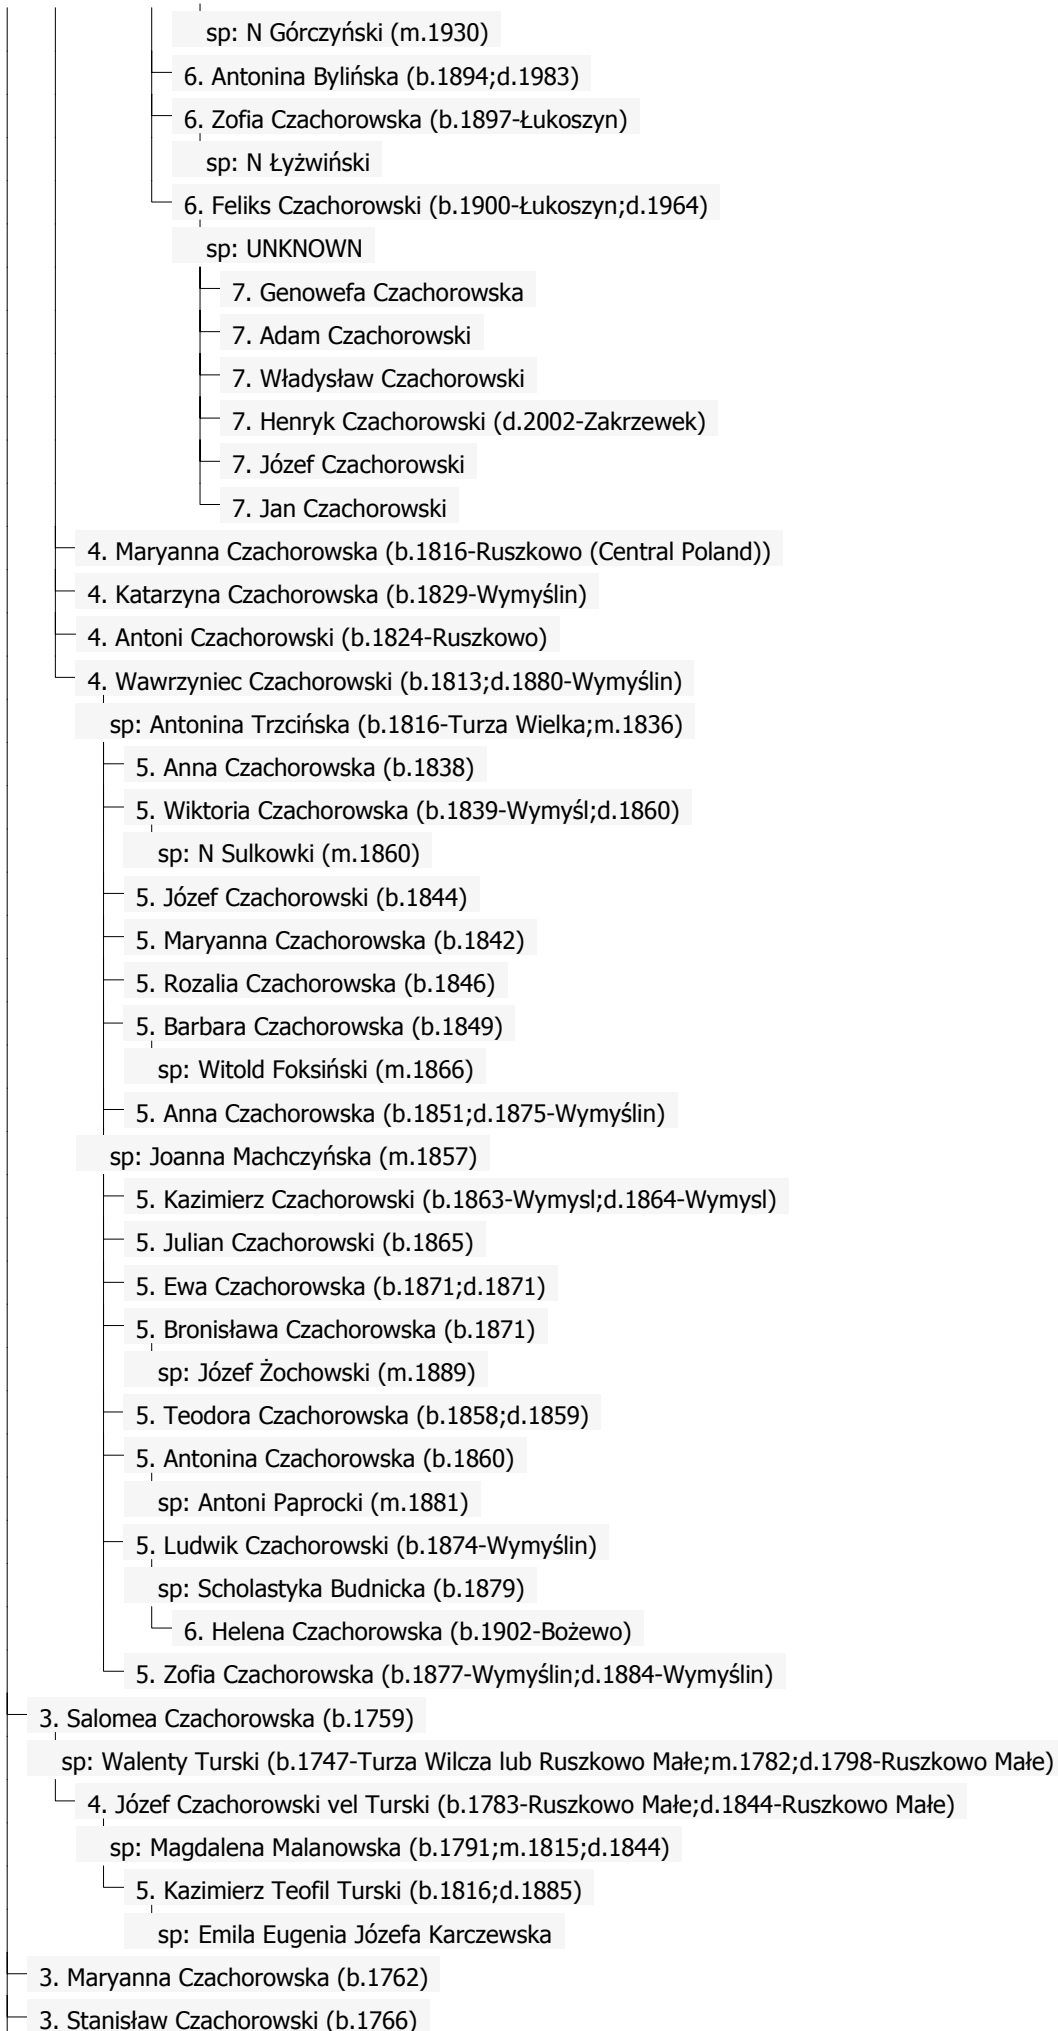 sp: N Górczyński (m.1930)
6. Antonina Bylińska (b.1894;d.1983)
6. Zofia Czachorowska (b.1897-Łukoszyn)
sp: N Łyżwiński
6. Feliks Czachorowski (b.1900-Łukoszyn;d.1964)
sp: UNKNOWN
7. Genowefa Czachorowska
7. Adam Czachorowski
7. Władysław Czachorowski
7. Henryk Czachorowski (d.2002-Zakrzewek)
7. Józef Czachorowski
7. Jan Czachorowski
4. Maryanna Czachorowska (b.1816-Ruszkowo (Central Poland))
4. Katarzyna Czachorowska (b.1829-Wymyślin)
4. Antoni Czachorowski (b.1824-Ruszkowo)
4. Wawrzyniec Czachorowski (b.1813;d.1880-Wymyślin)
sp: Antonina Trzcińska (b.1816-Turza Wielka;m.1836)
5. Anna Czachorowska (b.1838)
5. Wiktoria Czachorowska (b.1839-Wymyśl;d.1860)
sp: N Sulkowki (m.1860)
5. Józef Czachorowski (b.1844)
5. Maryanna Czachorowska (b.1842)
5. Rozalia Czachorowska (b.1846)
5. Barbara Czachorowska (b.1849)
sp: Witold Foksiński (m.1866)
5. Anna Czachorowska (b.1851;d.1875-Wymyślin)
sp: Joanna Machczyńska (m.1857)
5. Kazimierz Czachorowski (b.1863-Wymysl;d.1864-Wymysl)
5. Julian Czachorowski (b.1865)
5. Ewa Czachorowska (b.1871;d.1871)
5. Bronisława Czachorowska (b.1871)
sp: Józef Żochowski (m.1889)
5. Teodora Czachorowska (b.1858;d.1859)
5. Antonina Czachorowska (b.1860)
sp: Antoni Paprocki (m.1881)
5. Ludwik Czachorowski (b.1874-Wymyślin)
sp: Scholastyka Budnicka (b.1879)
6. Helena Czachorowska (b.1902-Bożewo)
5. Zofia Czachorowska (b.1877-Wymyślin;d.1884-Wymyślin)
3. Salomea Czachorowska (b.1759)
sp: Walenty Turski (b.1747-Turza Wilcza lub Ruszkowo Małe;m.1782;d.1798-Ruszkowo Małe)
4. Józef Czachorowski vel Turski (b.1783-Ruszkowo Małe;d.1844-Ruszkowo Małe)
sp: Magdalena Malanowska (b.1791;m.1815;d.1844)
5. Kazimierz Teofil Turski (b.1816;d.1885)
sp: Emila Eugenia Józefa Karczewska
3. Maryanna Czachorowska (b.1762)
3. Stanisław Czachorowski (b.1766)